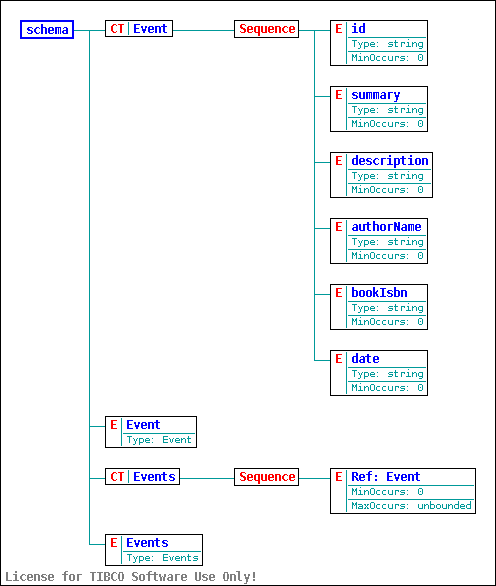 schema
CT Event
Sequence
E id
Type: string
MinOccurs: 0
E summary
Type: string
MinOccurs: 0
E description
Type: string
MinOccurs: 0
E authorName
Type: string
MinOccurs: 0
E bookIsbn
Type: string
MinOccurs: 0
E date
Type: string
MinOccurs: 0
E Event
Type: Event
CT Events
Sequence
E Ref: Event
MinOccurs: 0
MaxOccurs: unbounded
E Events
Type: Events
License for TIBCO Software Use Only!